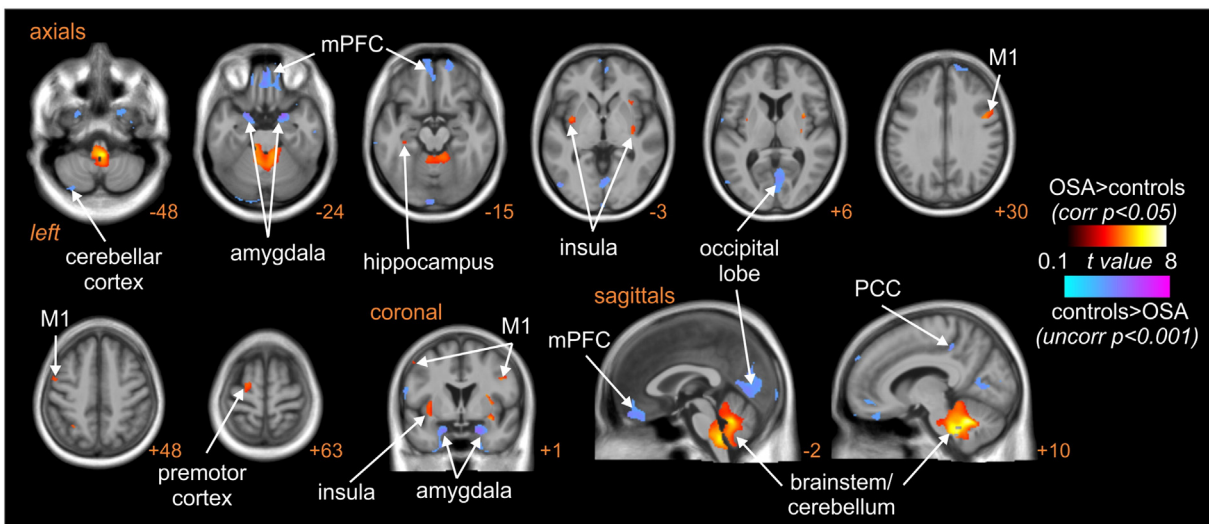 axials
mPFC
M1
-48
-24
-15
-3
+6
+30
left
cerebellar
cortex
amygdala
hippocampus
insula
occipital
lobe
OSA>controls
(corr p<0.05)
0.1 t value 8
controls>OSA
(uncorr p<0.001)
M1
coronal
M1
sagittals
mPFC
PCC
+48
+63
+1
-2
+10
premotor
cortex
insula
amygdala
brainstem/
cerebellum